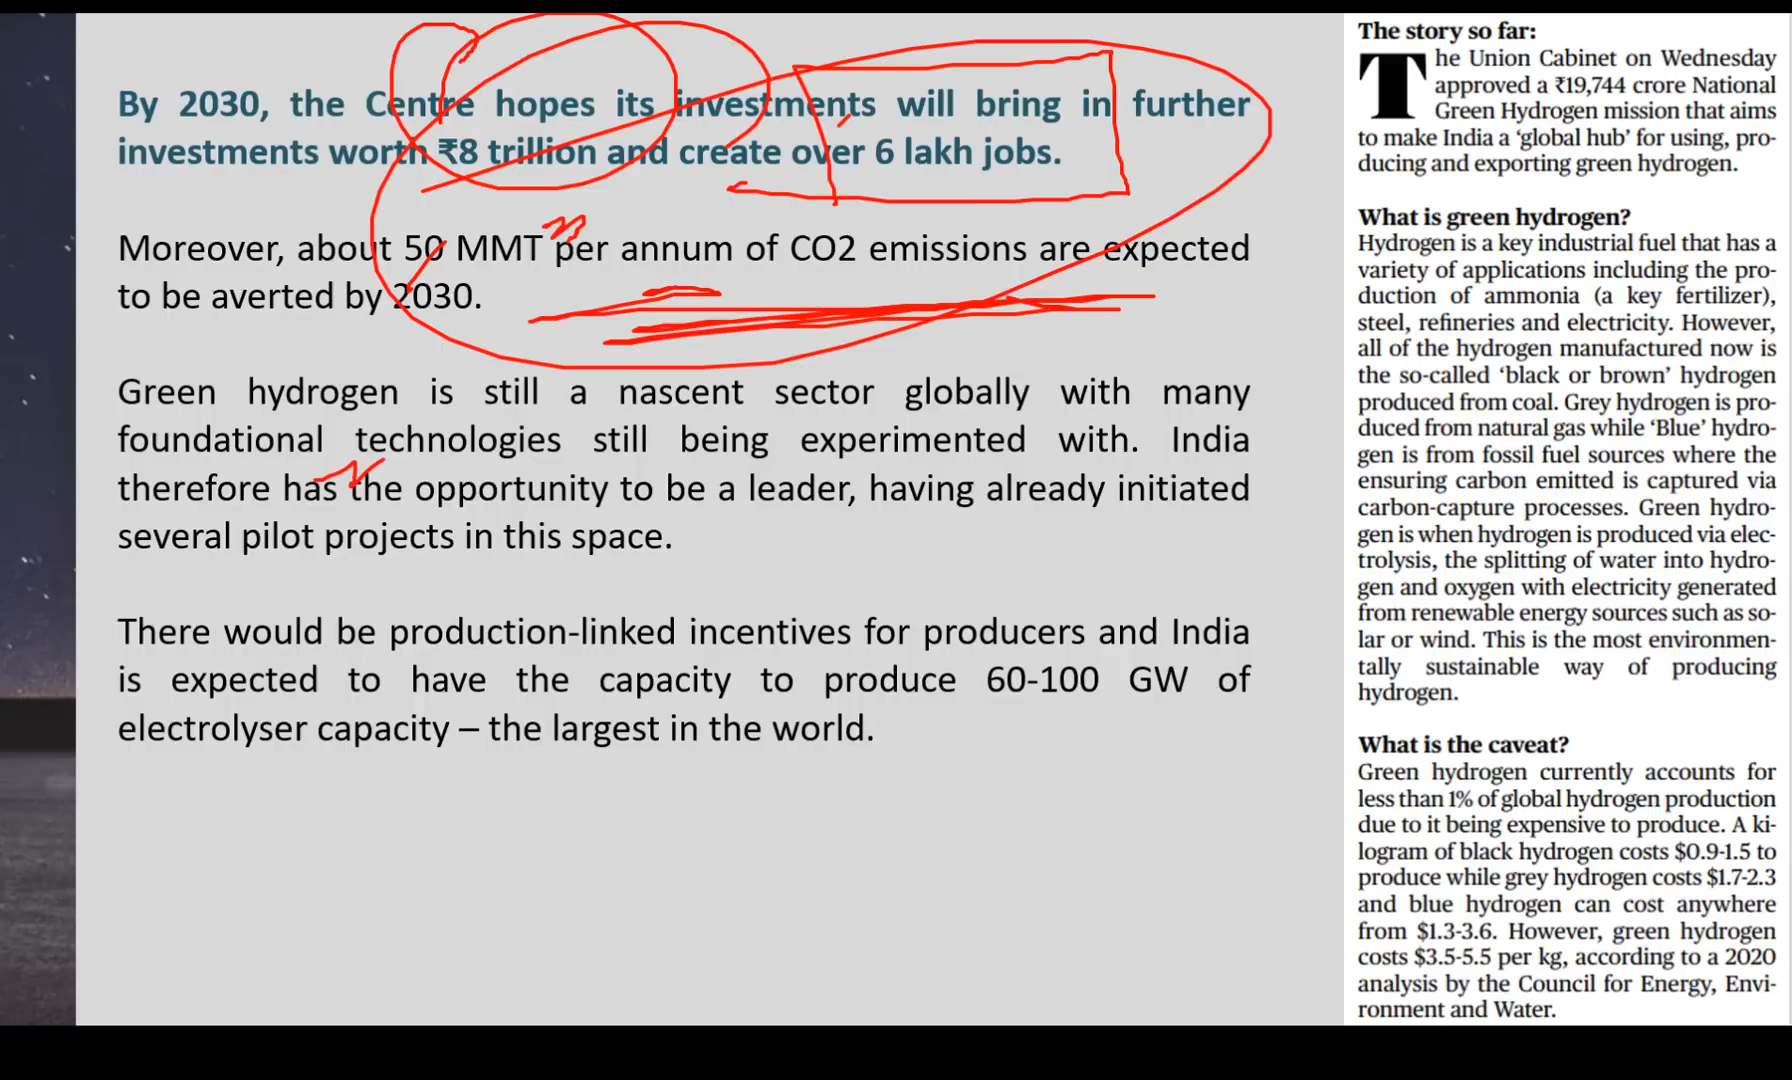 By 2030, the Centre hopes its investments will bring in further
investments worth ₹8 trillion and create over 6 lakh jobs.
Moreover, about 50 MMT per annum of CO2 emissions are expected
to be averted by 2030.
Green hydrogen is still a nascent sector globally with many
foundational technologies still being experimented with. India
therefore has the opportunity to be a leader, having already initiated
several pilot projects in this space.
There would be production-linked incentives for producers and India
is expected to have the capacity to produce 60-100 GW of
electrolyser capacity – the largest in the world.
The story so far:
The Union Cabinet on Wednesday
approved a ₹19,744 crore National
Green Hydrogen mission that aims
to make India a ‘global hub’ for using, pro-
ducing and exporting green hydrogen.
What is green hydrogen?
Hydrogen is a key industrial fuel that has a
variety of applications including the pro-
duction of ammonia (a key fertilizer),
steel, refineries and electricity. However,
all of the hydrogen manufactured now is
the so-called ‘black or brown’ hydrogen
produced from coal. Grey hydrogen is pro-
duced from natural gas while ‘Blue’ hydro-
gen is from fossil fuel sources where the
ensuring carbon emitted is captured via
carbon-capture processes. Green hydro-
gen is when hydrogen is produced via elec-
trolysis, the splitting of water into hydro-
gen and oxygen with electricity generated
from renewable energy sources such as so-
lar or wind. This is the most environmen-
tally sustainable way of producing
hydrogen.
What is the caveat?
Green hydrogen currently accounts for
less than 1% of global hydrogen production
due to it being expensive to produce. A ki-
logram of black hydrogen costs $0.9-1.5 to
produce while grey hydrogen costs $1.7-2.3
and blue hydrogen can cost anywhere
from $1.3-3.6. However, green hydrogen
costs $3.5-5.5 per kg, according to a 2020
analysis by the Council for Energy, Envi-
ronment and Water.